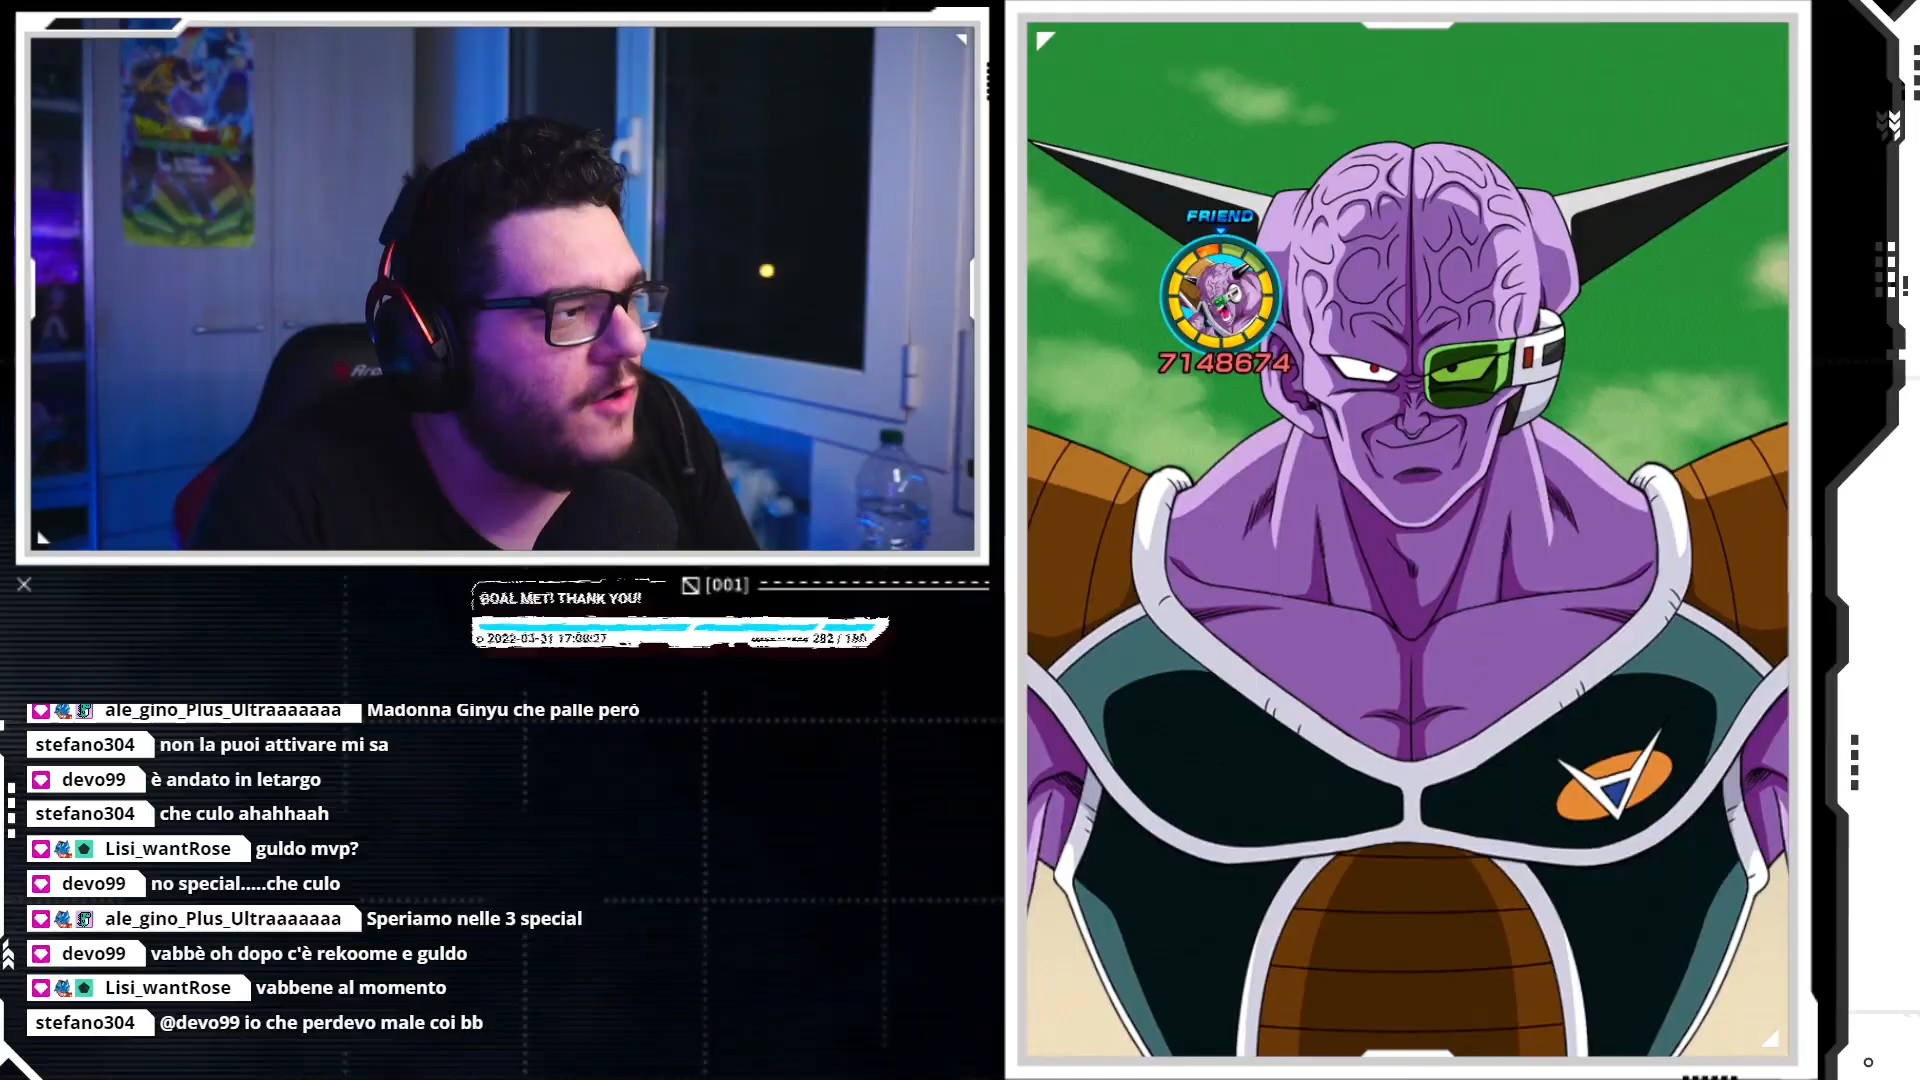 FRIEND
7148674
[001]
GOAL MET! THANK YOU!
2022-03-31 17:08:27
282 / 150
ale_gino_Plus_Ultraaaaaaa Madonna Ginyu che palle però
stefano304 non la puoi attivare mi sa
devo99 è andato in letargo
stefano304 che culo ahahhaah
Lisi_wantRose guldo mvp?
devo99 no special.....che culo
ale_gino_Plus_Ultraaaaaaa Speriamo nelle 3 special
devo99 vabbè oh dopo c'è rekoome e guldo
Lisi_wantRose vabbene al momento
stefano304 @devo99 io che perdevo male coi bb